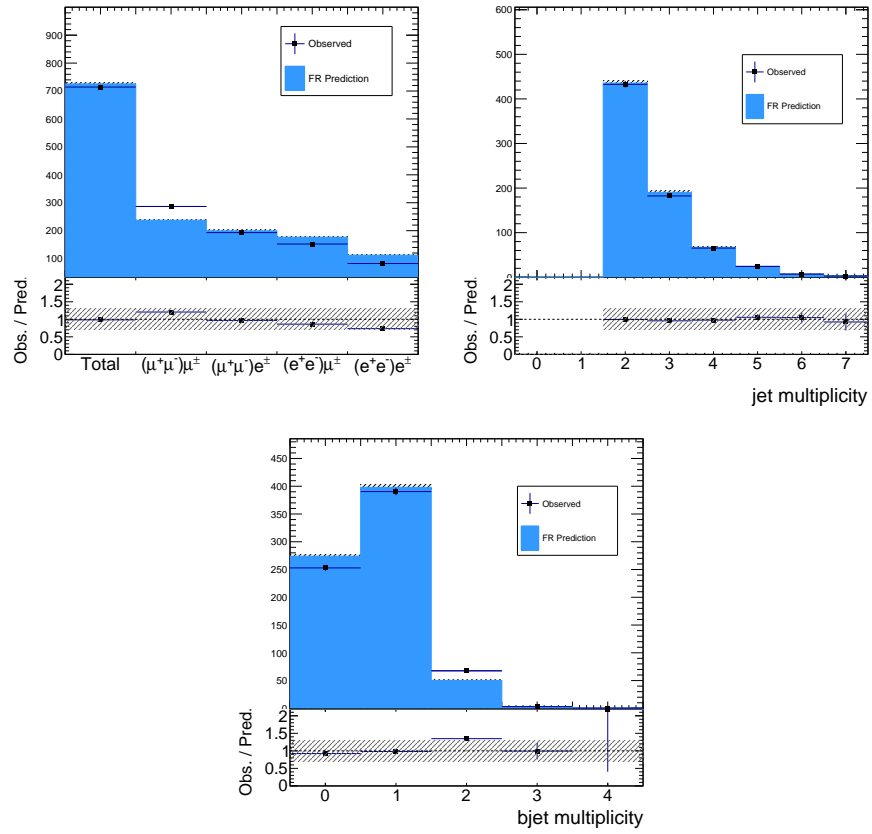 900
800
700
600
500
400
300
200
100
Observed
FR Prediction
Obs. / Pred.
2
1.5
1
0.5
0
Total (μ⁺μ⁻)μ± (μ⁺μ⁻)e± (e⁺e⁻)μ± (e⁺e⁻)e±
600
500
400
300
200
100
0
Observed
FR Prediction
Obs. / Pred.
2
1.5
1
0.5
0
0 1 2 3 4 5 6 7
jet multiplicity
450
400
350
300
250
200
150
100
50
0
Observed
FR Prediction
Obs. / Pred.
2
1.5
1
0.5
0
0 1 2 3 4
bjet multiplicity